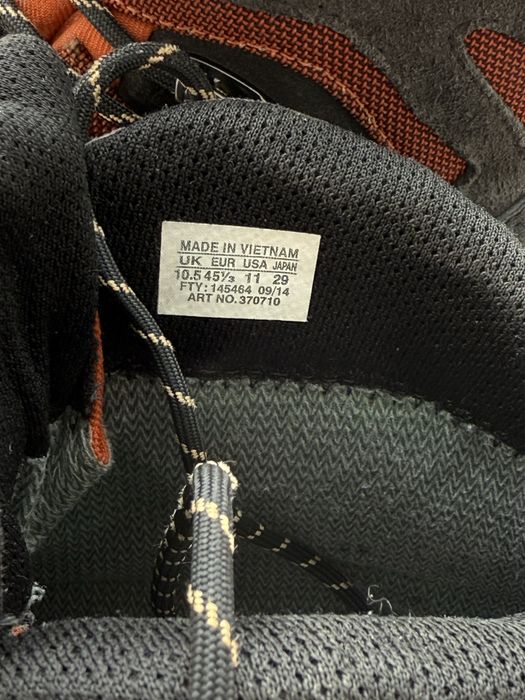 MADE IN VIETNAM
UK EUR USA JAPAN
10.5 45⅓ 11 29
FTY: 145464 09/14
ART NO. 370710